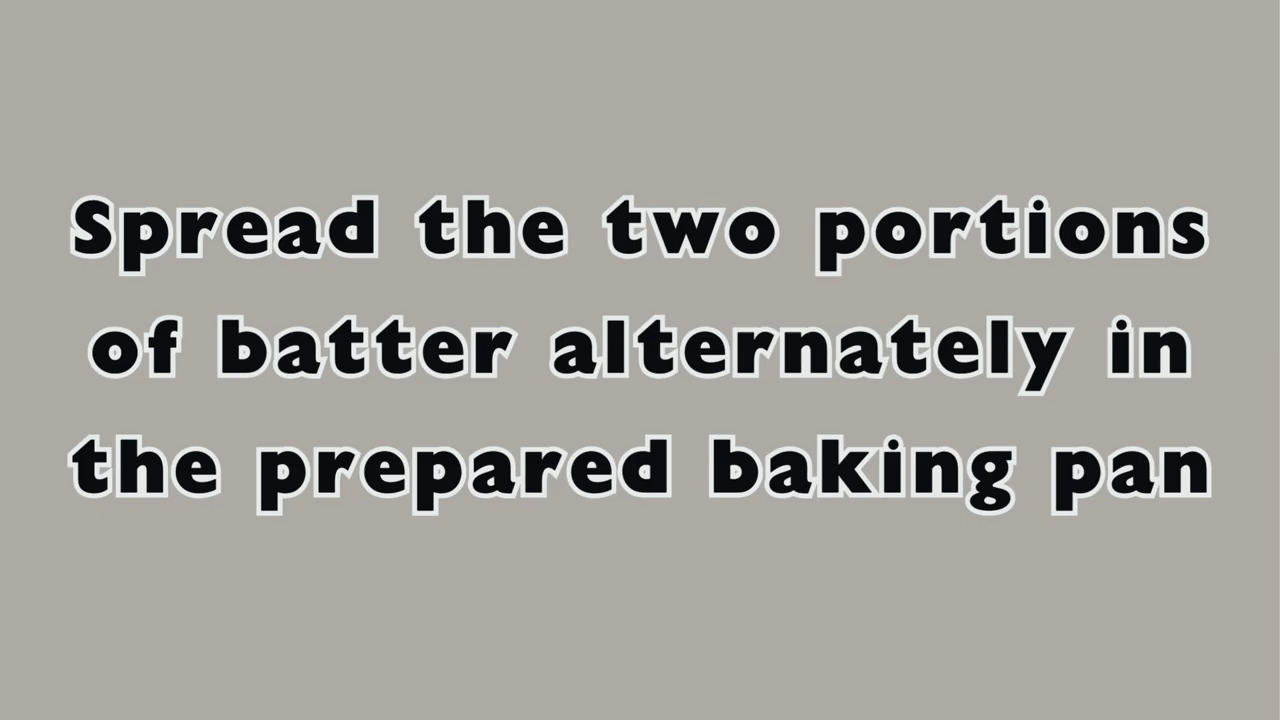 Spread the two portions
of batter alternately in
the prepared baking pan